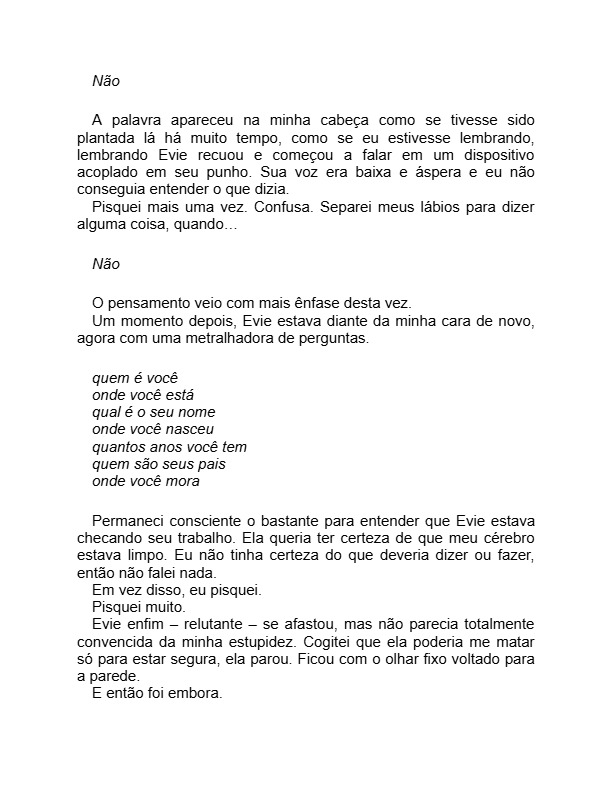 Não
A palavra apareceu na minha cabeça como se tivesse sido
plantada lá há muito tempo, como se eu estivesse lembrando,
lembrando Evie recuou e começou a falar em um dispositivo
acoplado em seu punho. Sua voz era baixa e áspera e eu não
conseguia entender o que dizia.
Pisquei mais uma vez. Confusa. Separei meus lábios para dizer
alguma coisa, quando…
Não
O pensamento veio com mais ênfase desta vez.
Um momento depois, Evie estava diante da minha cara de novo,
agora com uma metralhadora de perguntas.
quem é você
onde você está
qual é o seu nome
onde você nasceu
quantos anos você tem
quem são seus pais
onde você mora
Permaneci consciente o bastante para entender que Evie estava
checando seu trabalho. Ela queria ter certeza de que meu cérebro
estava limpo. Eu não tinha certeza do que deveria dizer ou fazer,
então não falei nada.
Em vez disso, eu pisquei.
Pisquei muito.
Evie enfim – relutante – se afastou, mas não parecia totalmente
convencida da minha estupidez. Cogitei que ela poderia me matar
só para estar segura, ela parou. Ficou com o olhar fixo voltado para
a parede.
E então foi embora.